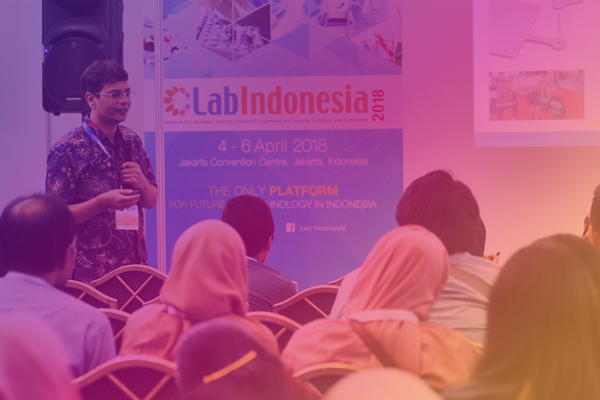 LabIndonesia 2018
4 - 6 April 2018
Jakarta Convention Centre, Jakarta, Indonesia
THE ONLY PLATFORM
FOR FUTURE TECHNOLOGY IN INDONESIA
Lab Indonesia